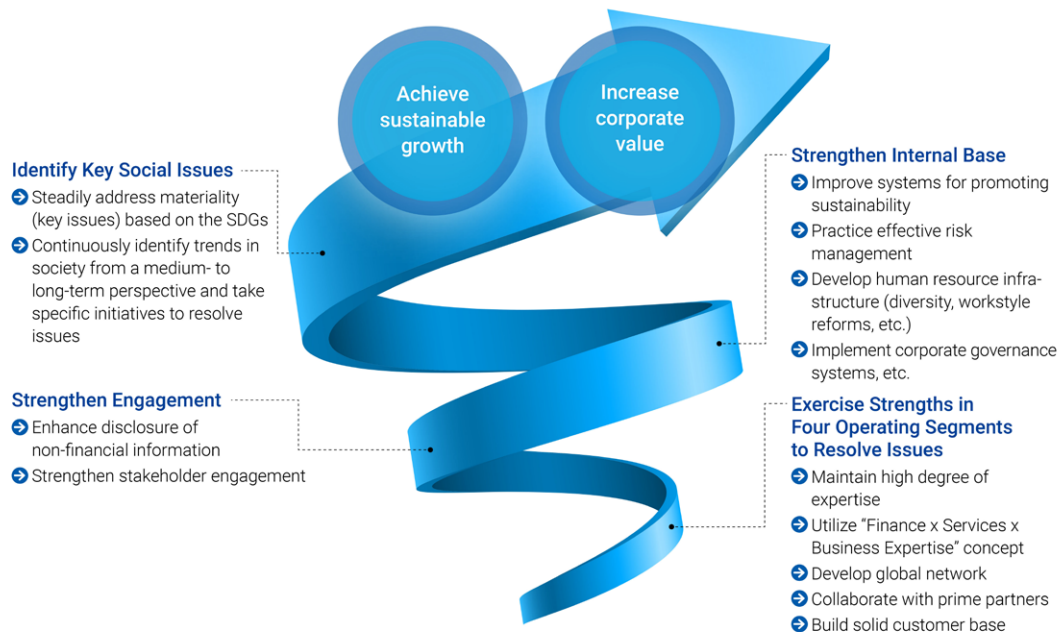 Achieve
sustainable
growth
Increase
corporate
value
Identify Key Social Issues
Steadily address materiality
(key issues) based on the SDGs
Continuously identify trends in
society from a medium- to
long-term perspective and take
specific initiatives to resolve
issues
Strengthen Engagement
Enhance disclosure of
non-financial information
Strengthen stakeholder engagement
Strengthen Internal Base
Improve systems for promoting
sustainability
Practice effective risk
management
Develop human resource infra-
structure (diversity, workstyle
reforms, etc.)
Implement corporate governance
systems, etc.
Exercise Strengths in
Four Operating Segments
to Resolve Issues
Maintain high degree of
expertise
Utilize “Finance x Services x
Business Expertise” concept
Develop global network
Collaborate with prime partners
Build solid customer base